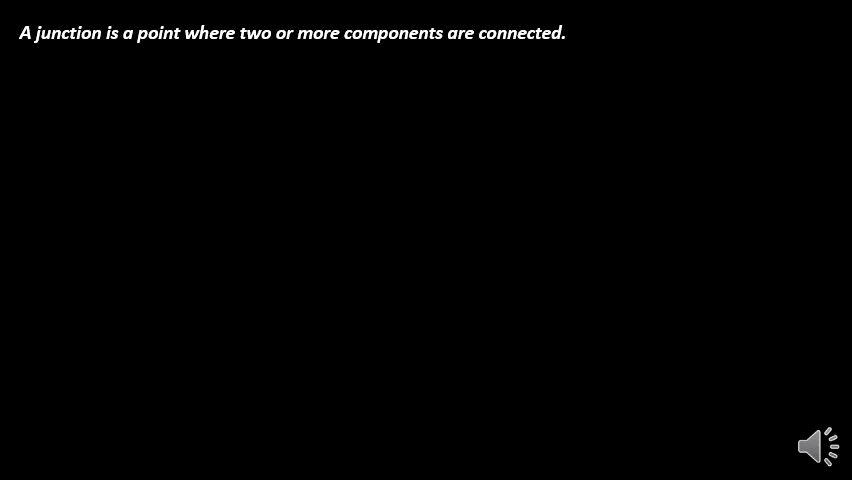 A junction is a point where two or more components are connected.